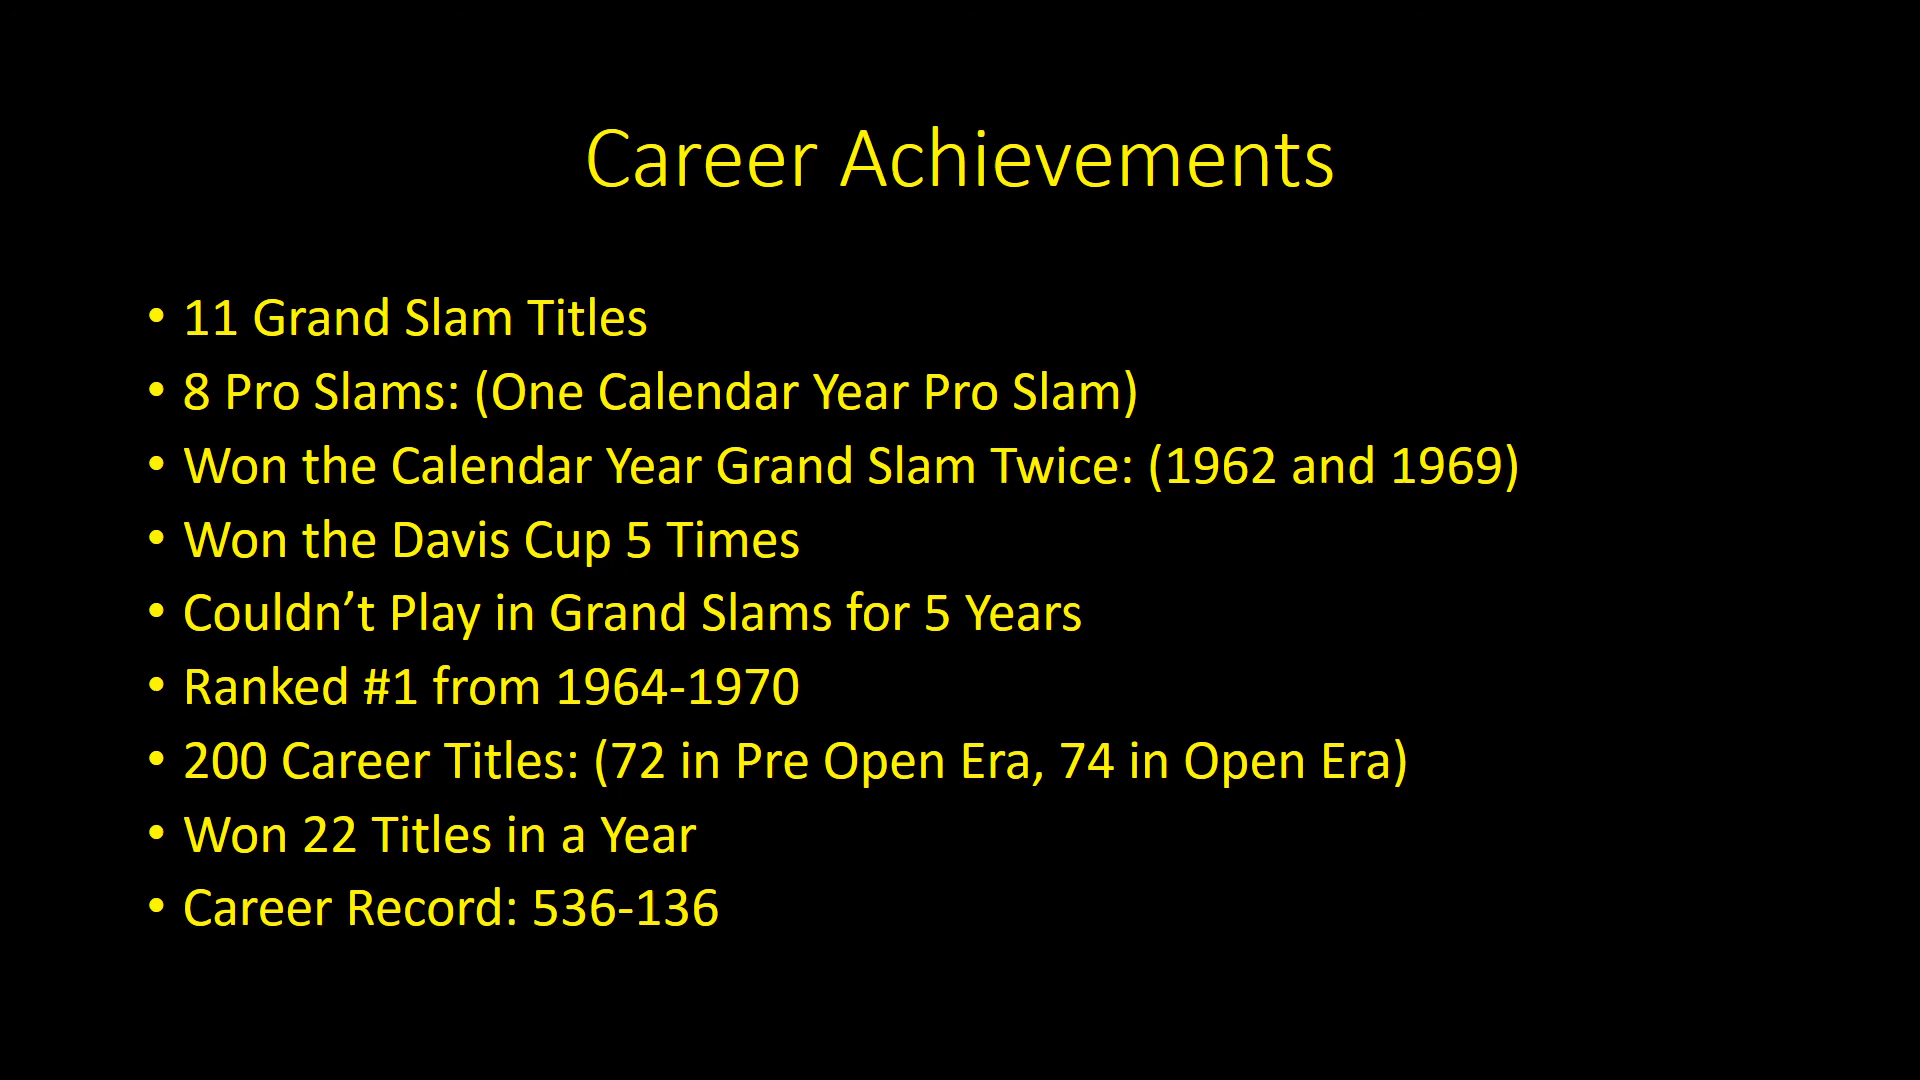 Career Achievements
• 11 Grand Slam Titles
• 8 Pro Slams: (One Calendar Year Pro Slam)
• Won the Calendar Year Grand Slam Twice: (1962 and 1969)
• Won the Davis Cup 5 Times
• Couldn’t Play in Grand Slams for 5 Years
• Ranked #1 from 1964-1970
• 200 Career Titles: (72 in Pre Open Era, 74 in Open Era)
• Won 22 Titles in a Year
• Career Record: 536-136